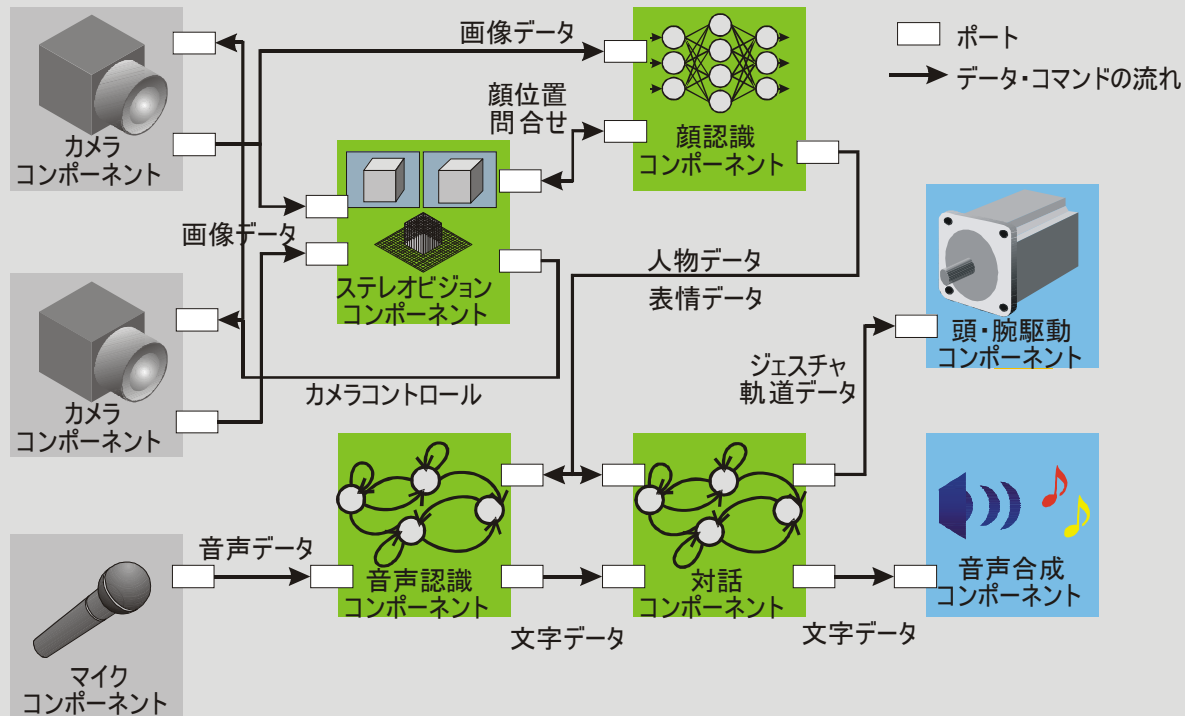 画像データ
ポート
データ・コマンドの流れ
カメラ
コンポーネント
顔位置
問合せ
顔認識
コンポーネント
画像データ
ステレオビジョン
コンポーネント
人物データ
表情データ
頭・腕駆動
コンポーネント
カメラ
コンポーネント
カメラコントロール
ジェスチャ
軌道データ
音声データ
音声認識
コンポーネント
文字データ
対話
コンポーネント
文字データ
音声合成
コンポーネント
マイク
コンポーネント